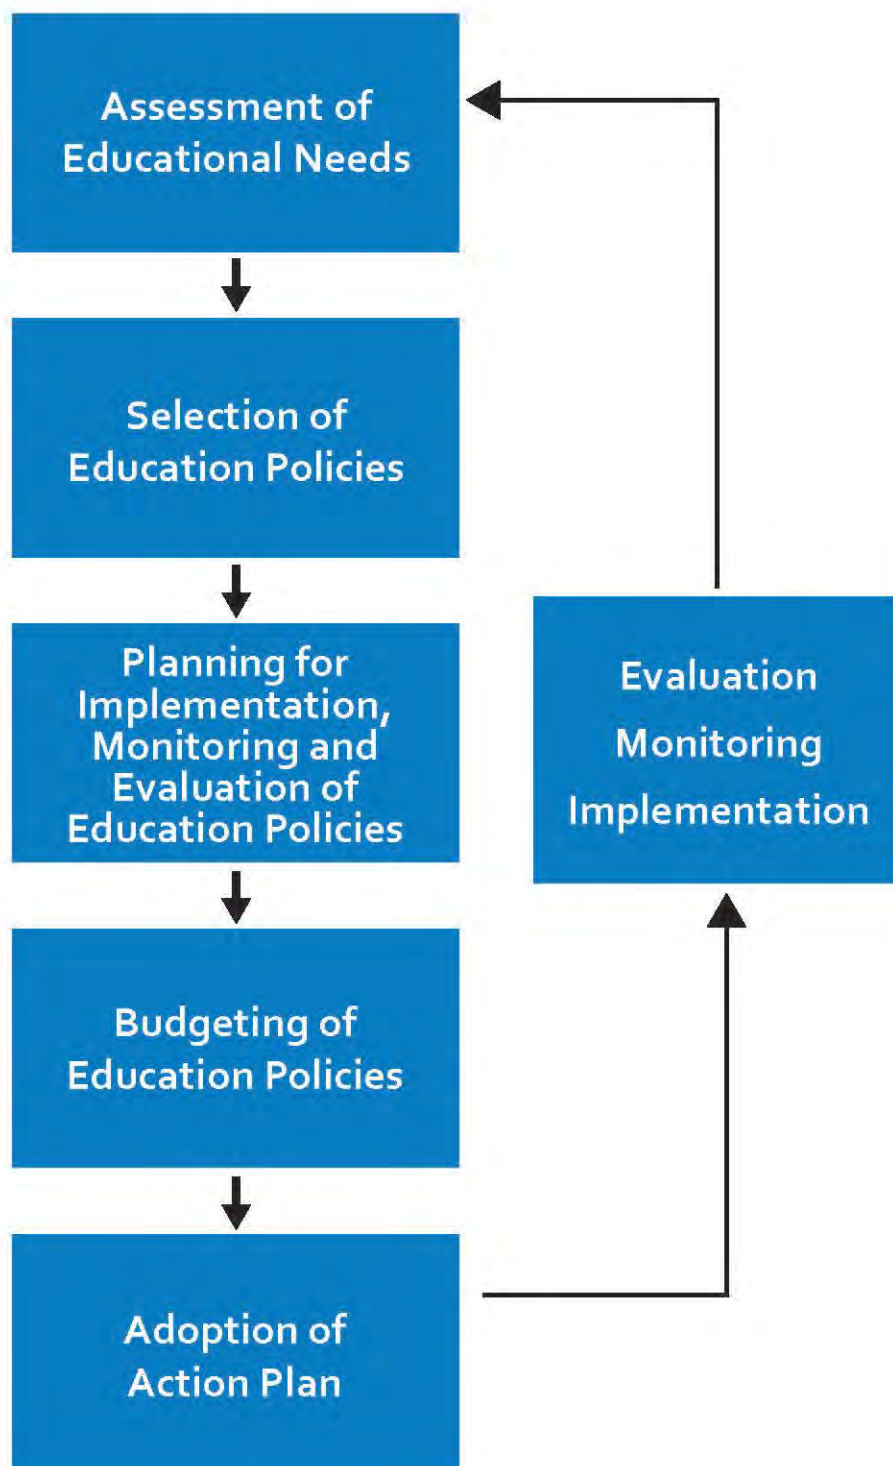 Assessment of
Educational Needs
Selection of
Education Policies
Planning for
Implementation,
Monitoring and
Evaluation of
Education Policies
Budgeting of
Education Policies
Adoption of
Action Plan
Evaluation
Monitoring
Implementation